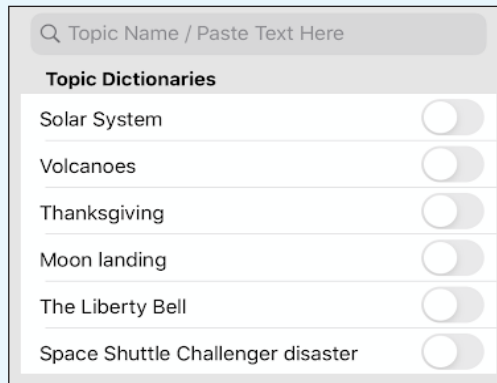 Topic Name / Paste Text Here
Topic Dictionaries
Solar System
Volcanoes
Thanksgiving
Moon landing
The Liberty Bell
Space Shuttle Challenger disaster